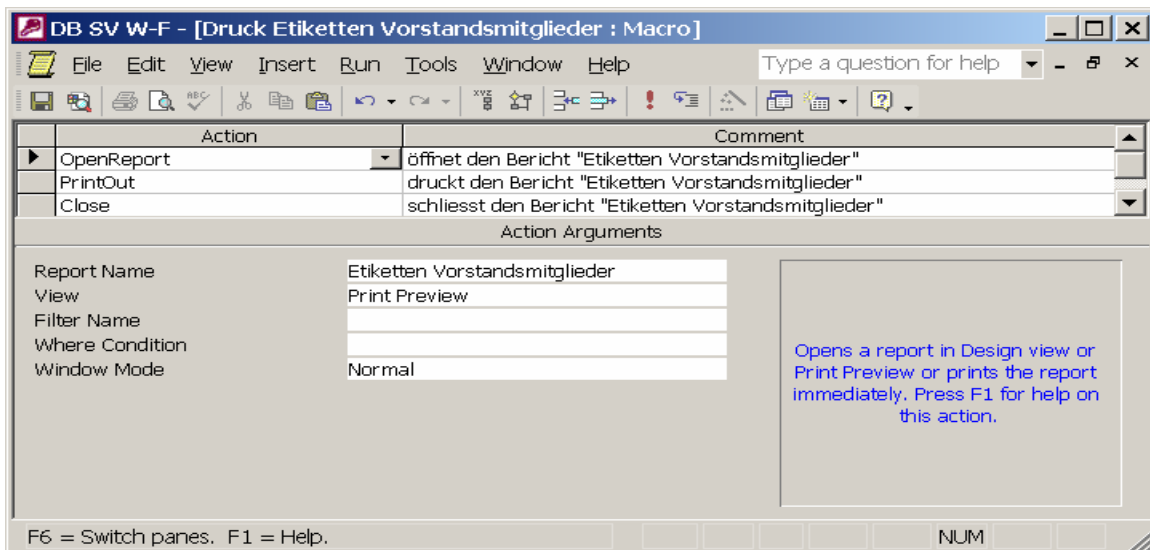 DB SV W-F - [Druck Etiketten Vorstandsmitglieder : Macro]
File Edit View Insert Run Tools Window Help Type a question for help
Action Comment
OpenReport öffnet den Bericht "Etiketten Vorstandsmitglieder"
PrintOut druckt den Bericht "Etiketten Vorstandsmitglieder"
Close schliesst den Bericht "Etiketten Vorstandsmitglieder"
Action Arguments
Report Name Etiketten Vorstandsmitglieder
View Print Preview
Filter Name
Where Condition
Window Mode Normal
Opens a report in Design view or
Print Preview or prints the report
immediately. Press F1 for help on
this action.
F6 = Switch panes. F1 = Help. NUM